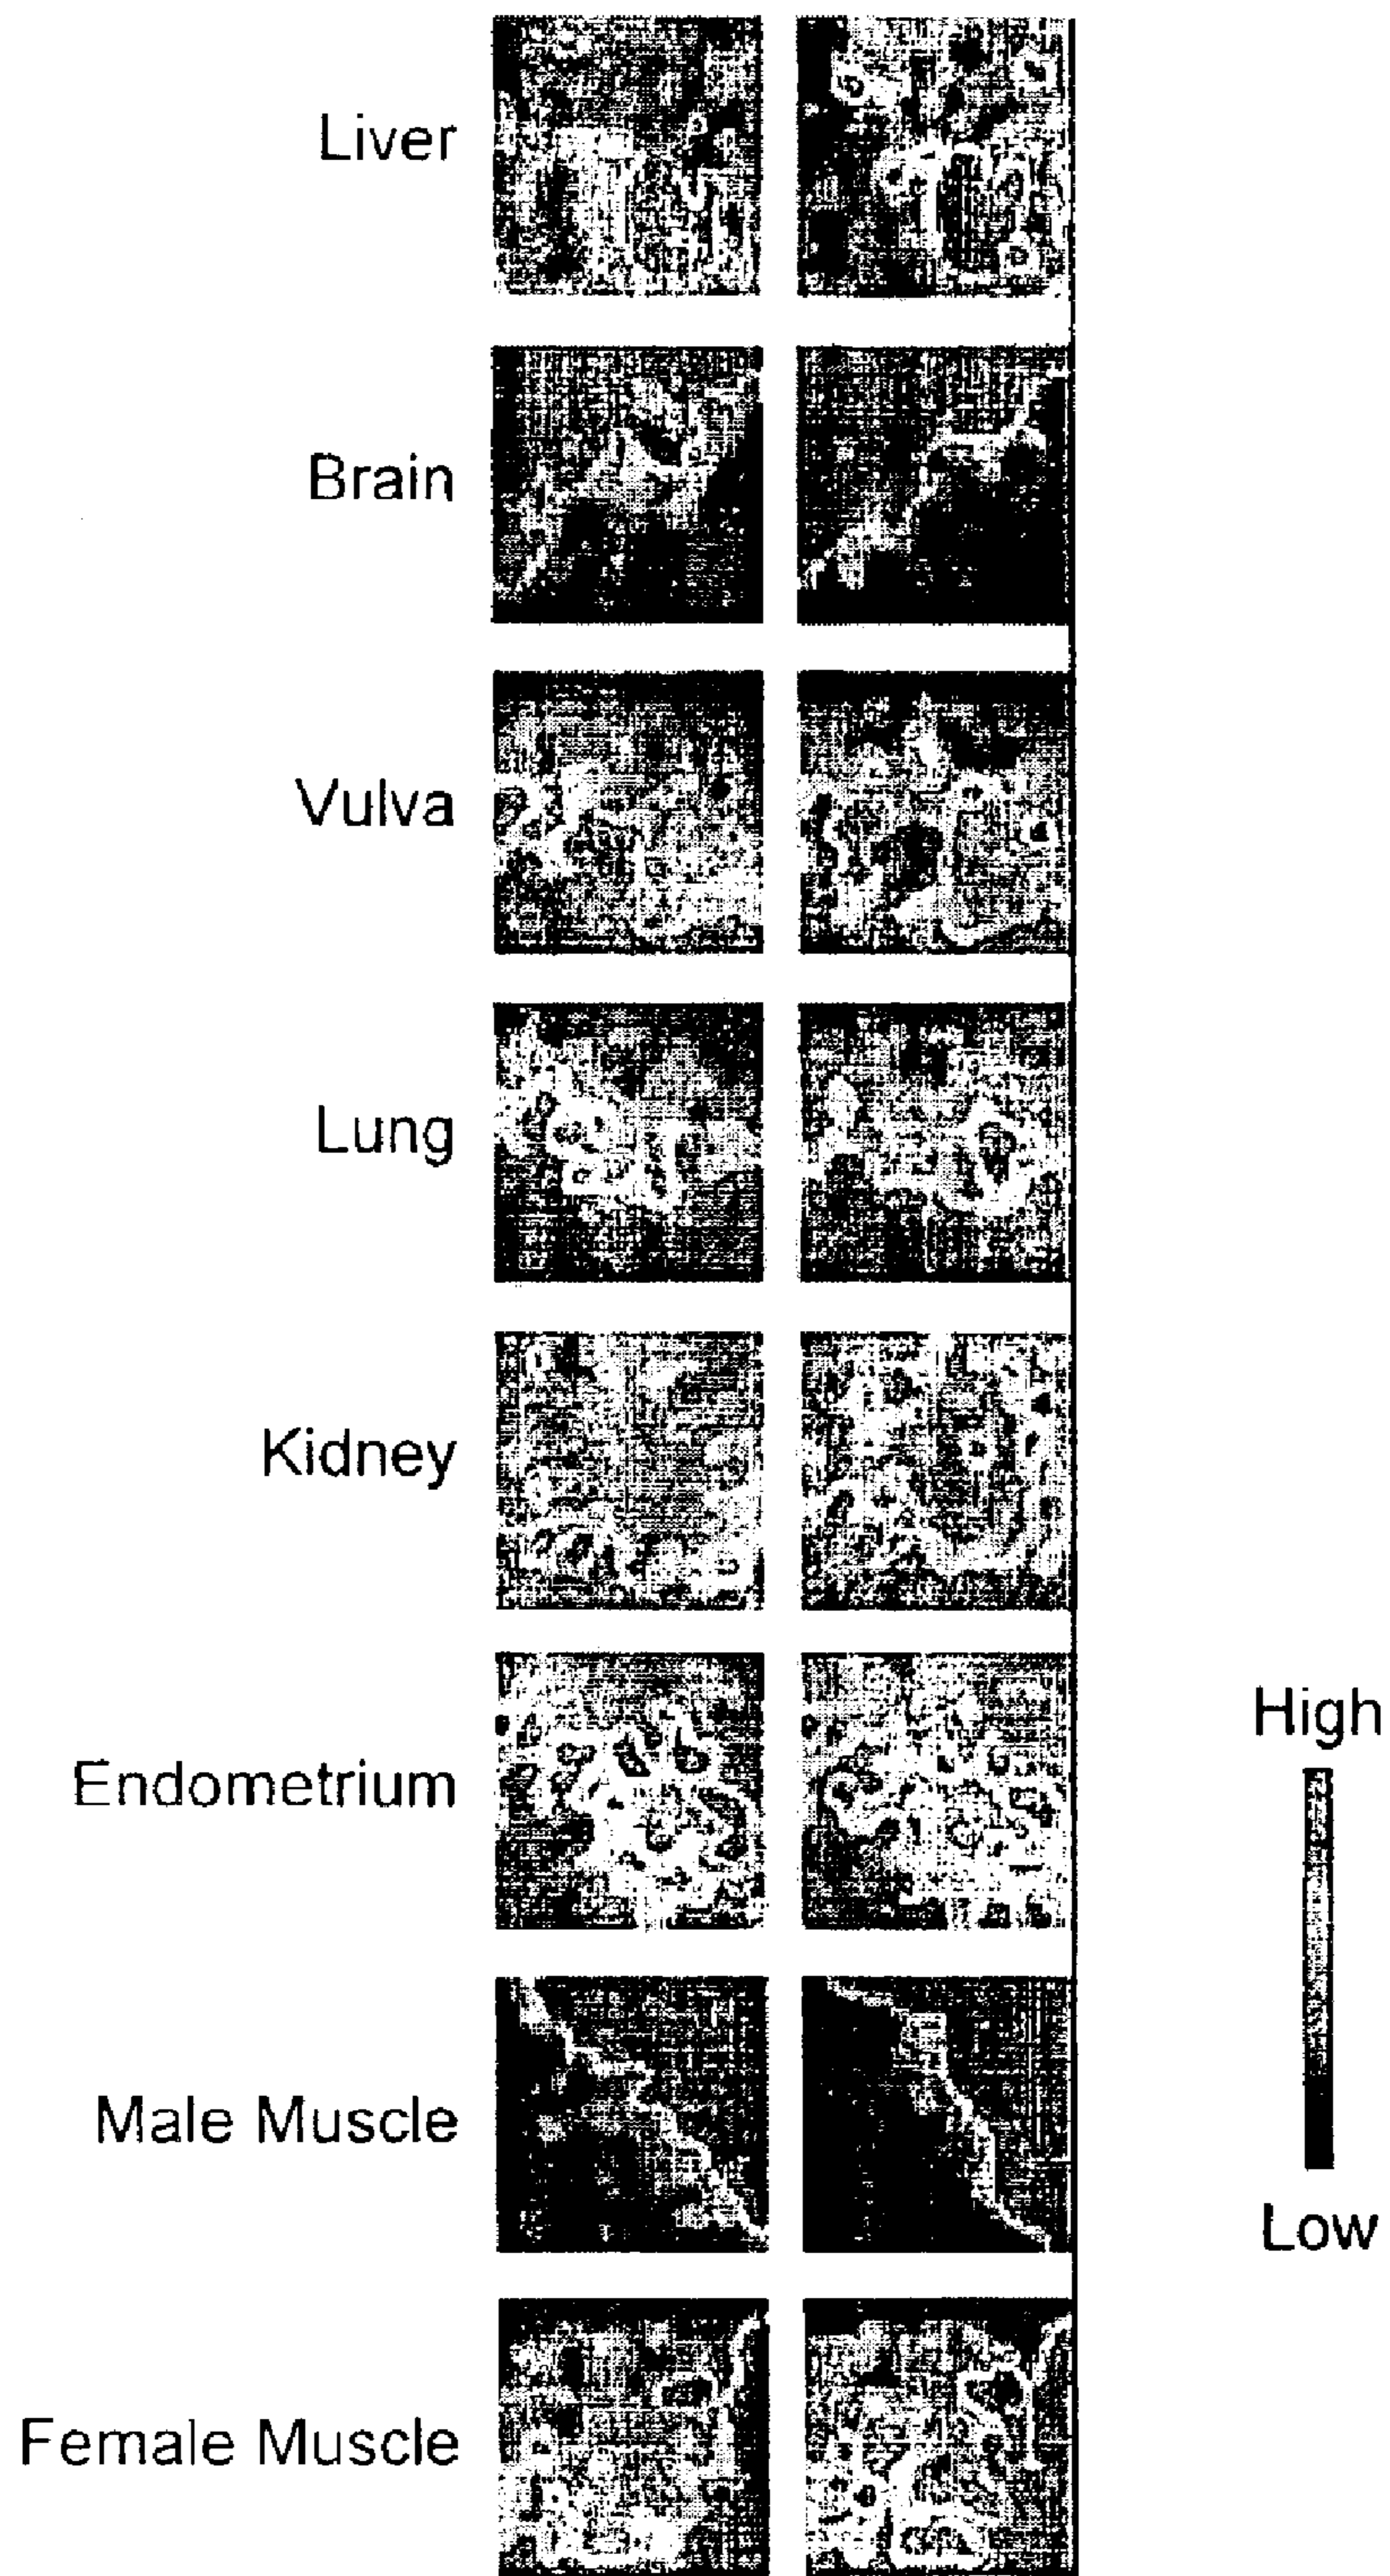 Liver
Brain
Vulva
Lung
Kidney
Endometrium
High
Male Muscle
Low
Female Muscle